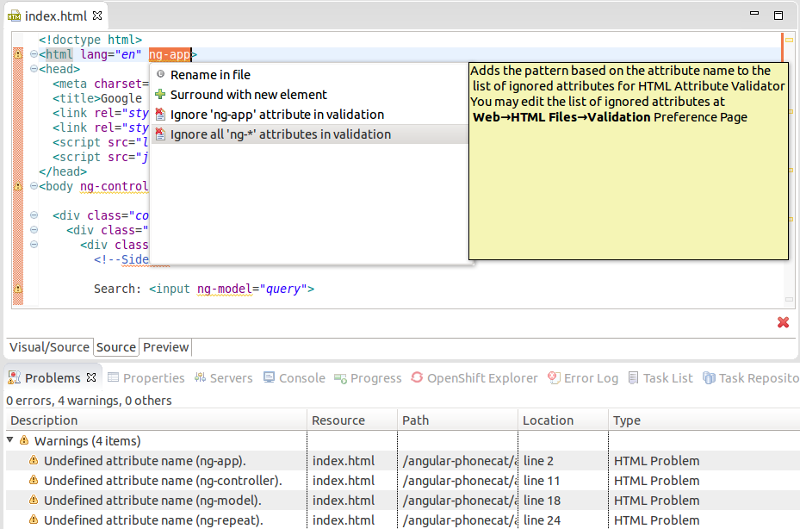 index.html
<!doctype html>
<html lang="en" ng-app>
<head>
<meta charset=
<title>Google
<link rel="sty
<link rel="sty
<script src="l
<script src="j
</head>
<body ng-control
<div class="co
<div class="
<div class
<!--Side
Search: <input ng-model="query">
Rename in file
Surround with new element
Ignore 'ng-app' attribute in validation
Ignore all 'ng-*' attributes in validation
Adds the pattern based on the attribute name to the
list of ignored attributes for HTML Attribute Validator
You may edit the list of ignored attributes at
Web→HTML Files→Validation Preference Page
Visual/Source Source Preview
Problems Properties Servers Console Progress OpenShift Explorer Error Log Task List Task Reposito
0 errors, 4 warnings, 0 others
Description Resource Path Location Type
Warnings (4 items)
Undefined attribute name (ng-app). index.html /angular-phonecat/a line 2 HTML Problem
Undefined attribute name (ng-controller). index.html /angular-phonecat/a line 11 HTML Problem
Undefined attribute name (ng-model). index.html /angular-phonecat/a line 18 HTML Problem
Undefined attribute name (ng-repeat). index.html /angular-phonecat/a line 24 HTML Problem